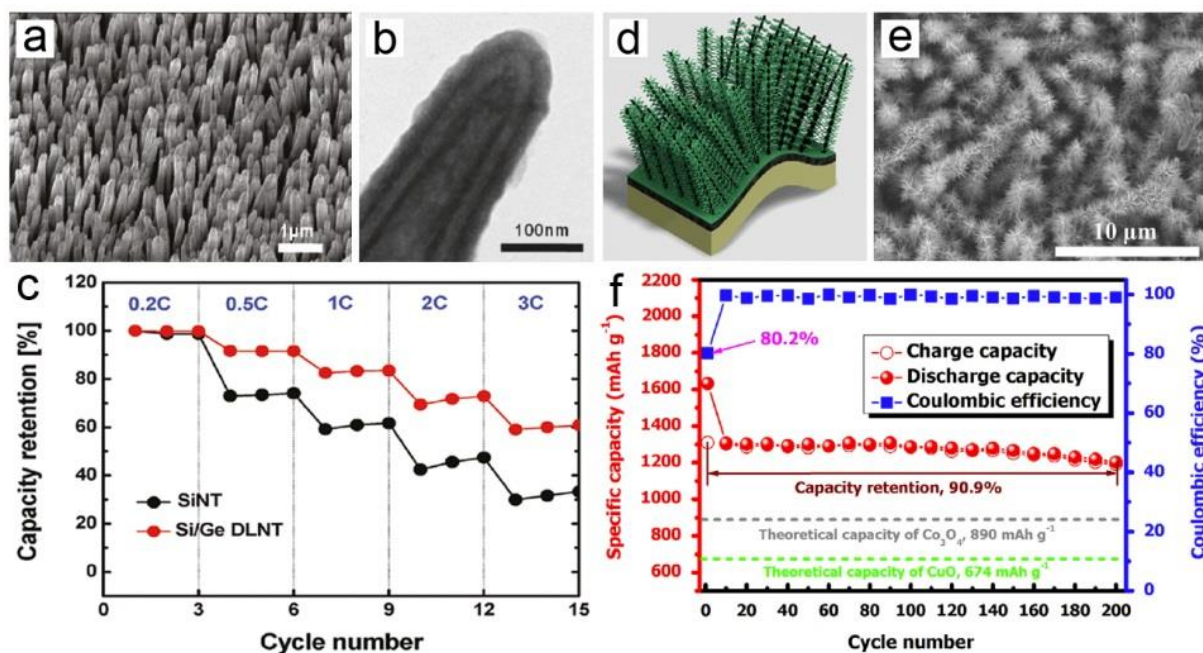 a
1µm
b
100nm
d
e
10 µm
c
120
100
80
60
40
20
0
0.2C 0.5C 1C 2C 3C
SiNT
Si/Ge DLNT
0 3 6 9 12 15
Capacity retention [%]
Cycle number
f
2200
2000
1800
1600
1400
1200
1000
800
600
Specific capacity (mAh g⁻¹)
80.2%
Charge capacity
Discharge capacity
Coulombic efficiency
Capacity retention, 90.9%
Theoretical capacity of Co₃O₄, 890 mAh g⁻¹
Theoretical capacity of CuO, 674 mAh g⁻¹
0 20 40 60 80 100 120 140 160 180 200
Cycle number
100
80
60
40
20
0
Coulombic efficiency (%)